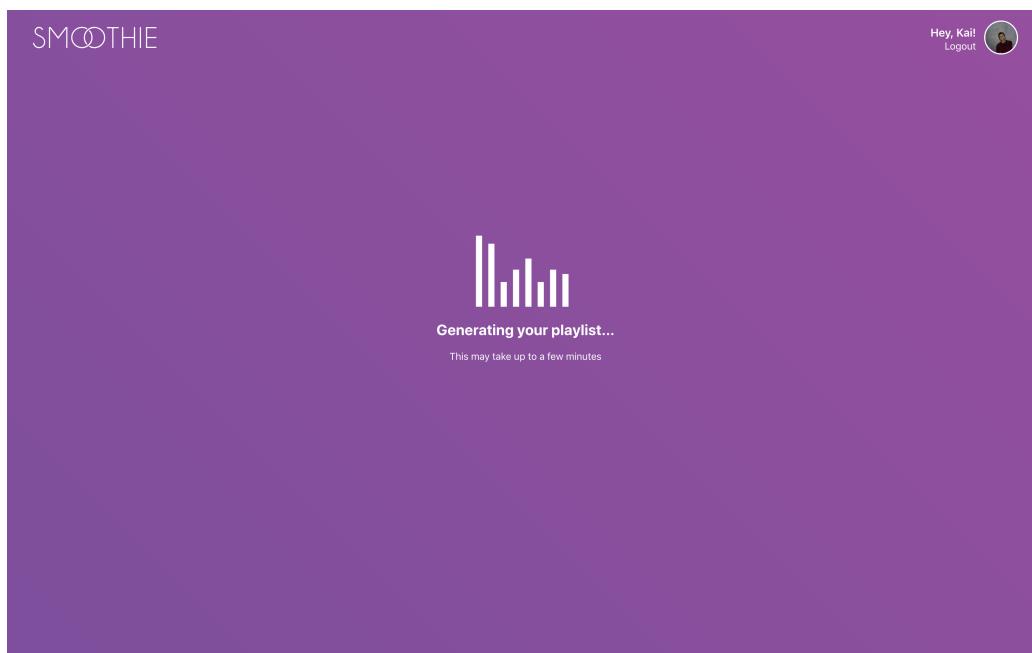 SMOOTHIE
Hey, Kai!
Logout
Generating your playlist...
This may take up to a few minutes